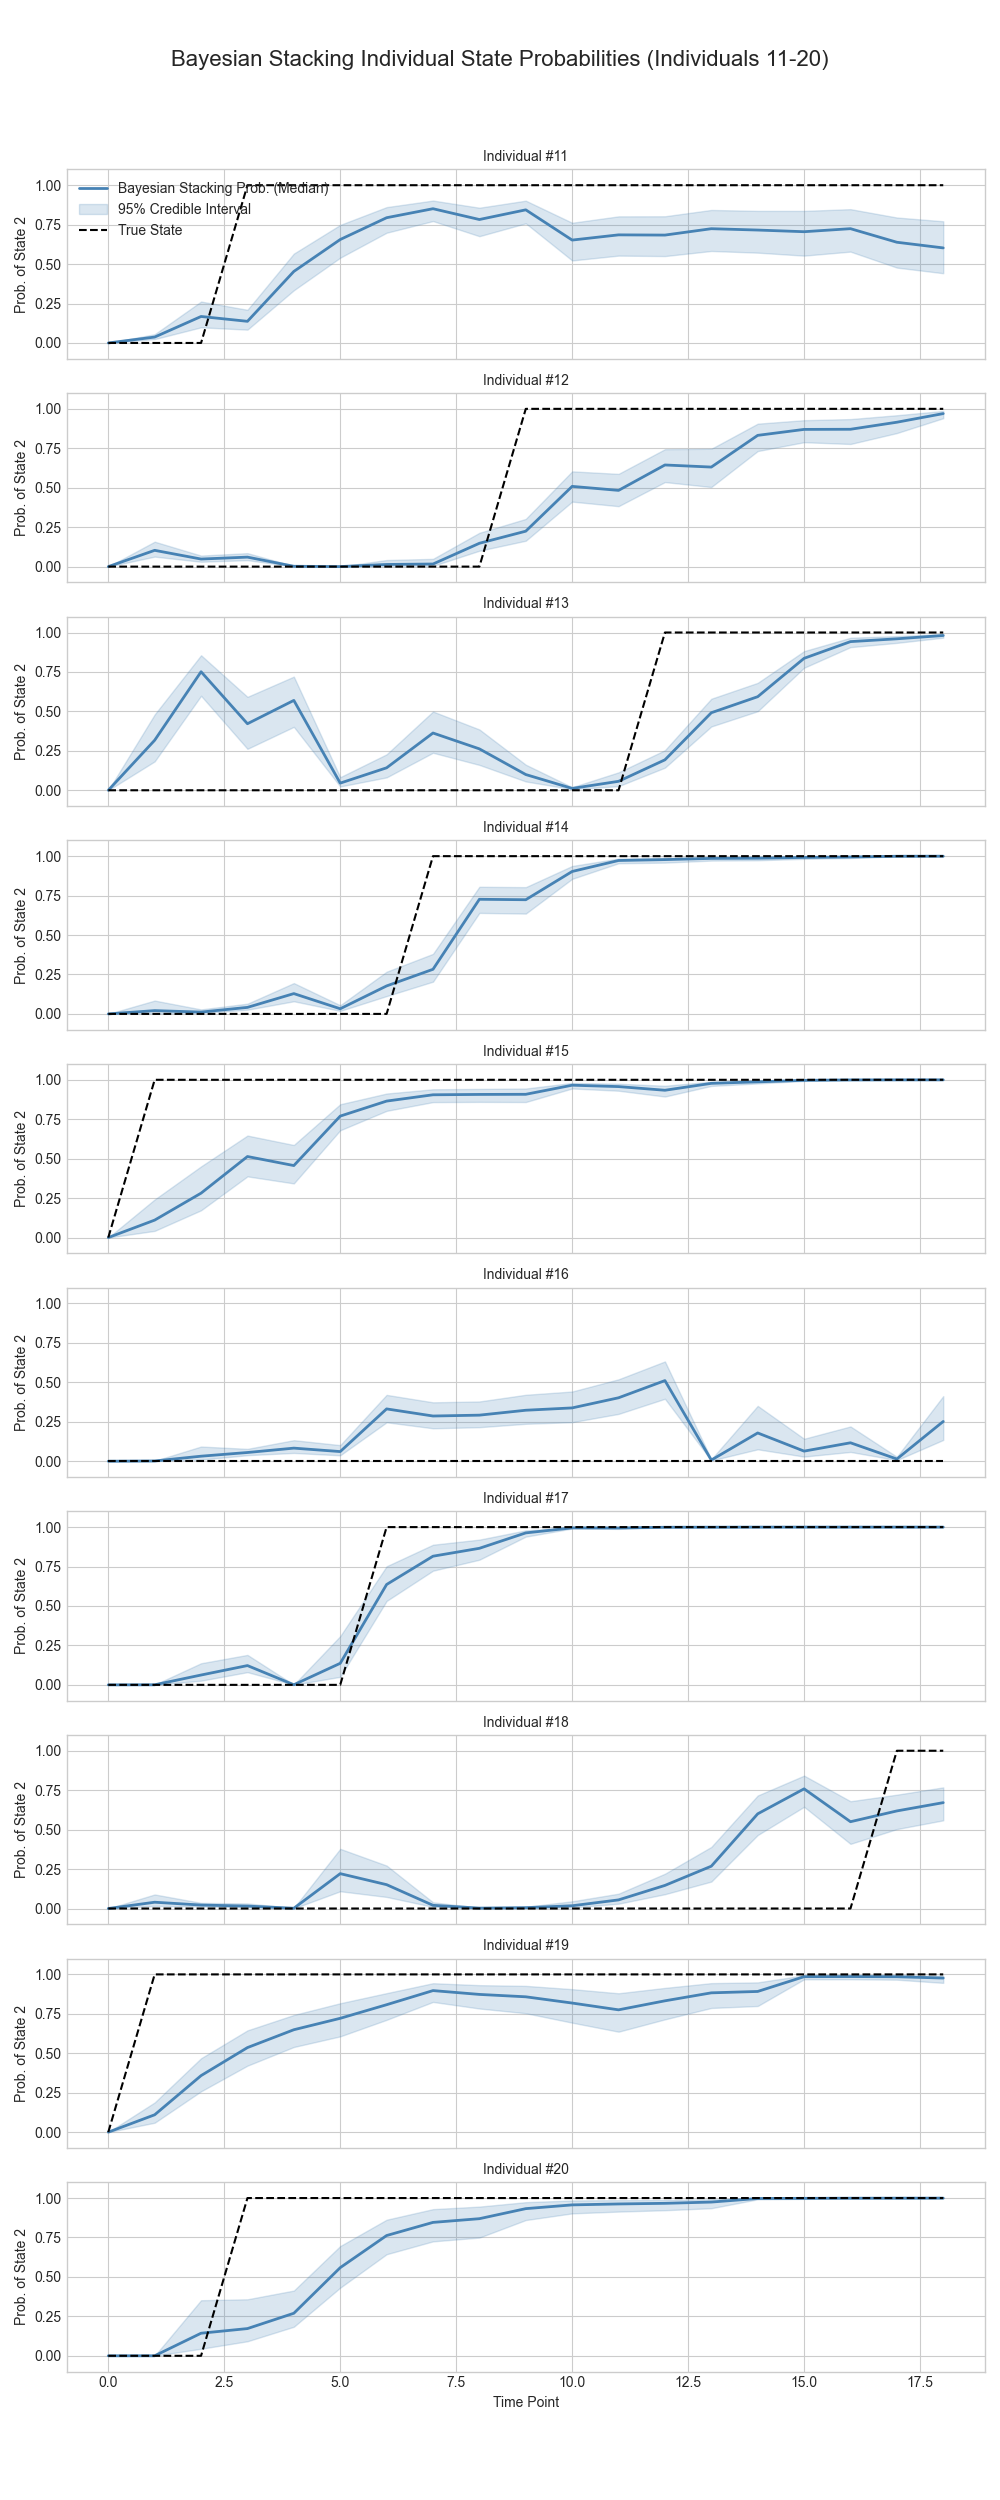 Bayesian Stacking Individual State Probabilities (Individuals 11-20)
Individual #11
Bayesian Stacking Prob. (Median)
95% Credible Interval
True State
Prob. of State 2
1.00
0.75
0.50
0.25
0.00
Individual #12
Prob. of State 2
1.00
0.75
0.50
0.25
0.00
Individual #13
Prob. of State 2
1.00
0.75
0.50
0.25
0.00
Individual #14
Prob. of State 2
1.00
0.75
0.50
0.25
0.00
Individual #15
Prob. of State 2
1.00
0.75
0.50
0.25
0.00
Individual #16
Prob. of State 2
1.00
0.75
0.50
0.25
0.00
Individual #17
Prob. of State 2
1.00
0.75
0.50
0.25
0.00
Individual #18
Prob. of State 2
1.00
0.75
0.50
0.25
0.00
Individual #19
Prob. of State 2
1.00
0.75
0.50
0.25
0.00
Individual #20
Prob. of State 2
1.00
0.75
0.50
0.25
0.00
0.0 2.5 5.0 7.5 10.0 12.5 15.0 17.5
Time Point